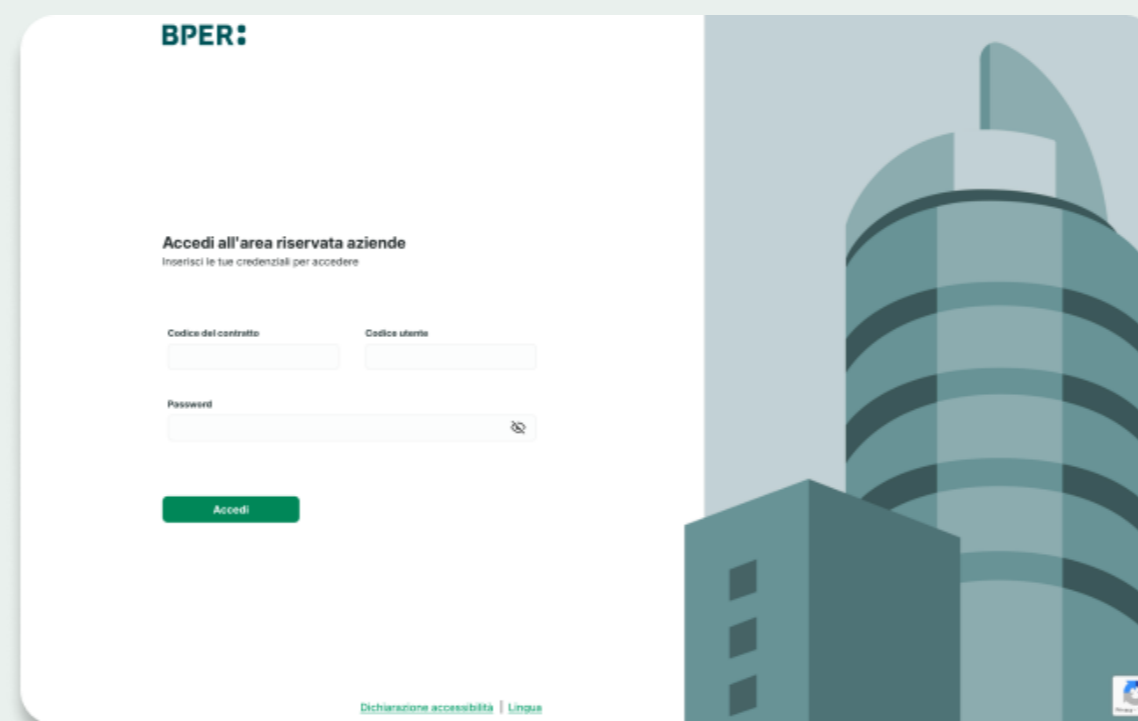 BPER:
Accedi all'area riservata aziende
Inserisci le tue credenziali per accedere
Codice del contratto Codice utente
Password
Accedi
Dichiarazione accessibilità | Lingua